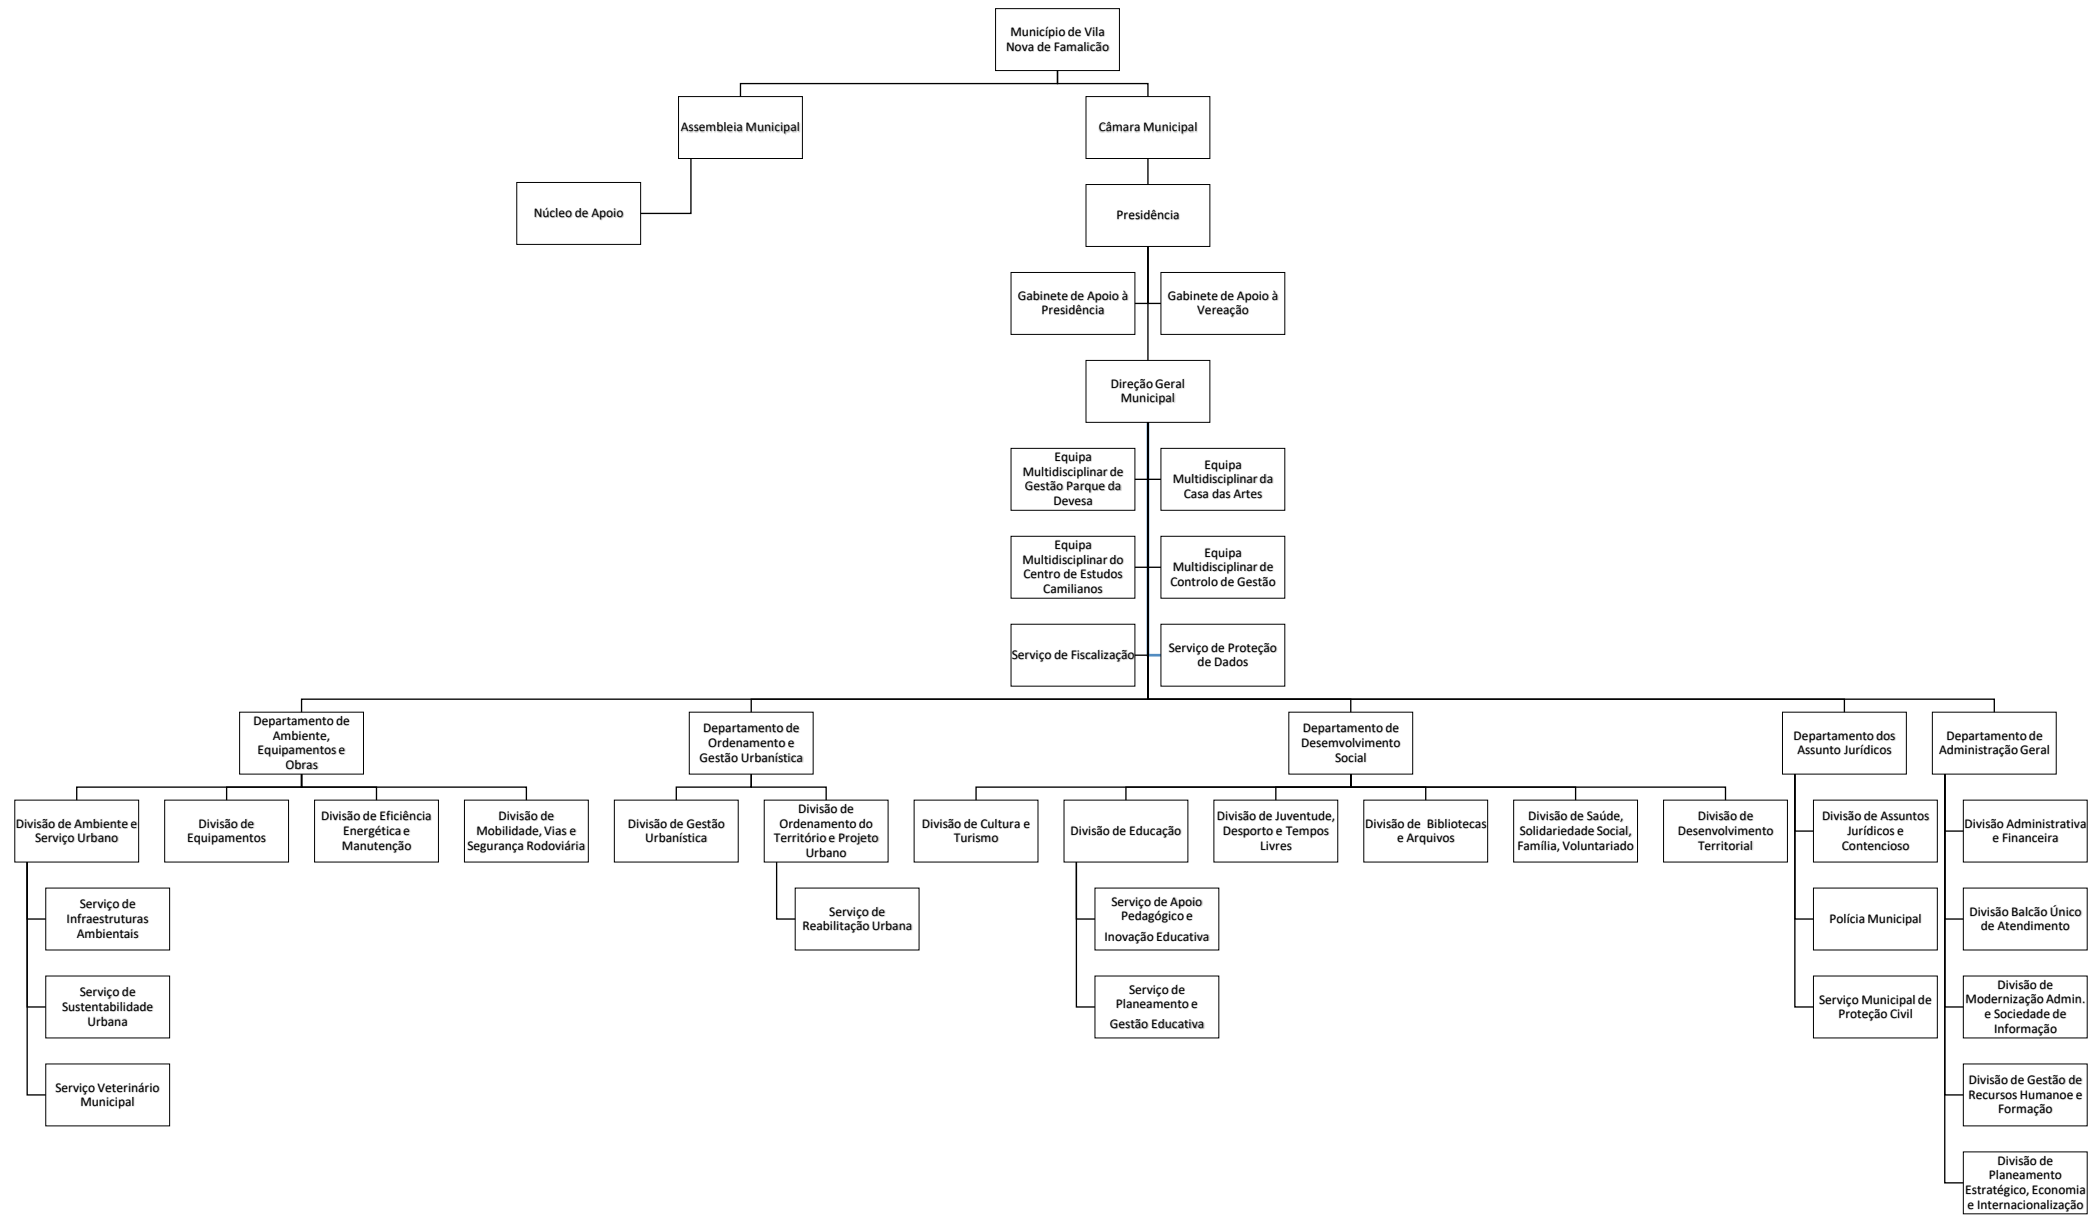 Município de Vila
Nova de Famalicão
Assembleia Municipal
Câmara Municipal
Núcleo de Apoio
Presidência
Gabinete de Apoio à
Presidência
Gabinete de Apoio à
Vereação
Direção Geral
Municipal
Equipa
Multidisciplinar de
Gestão Parque da
Devesa
Equipa
Multidisciplinar da
Casa das Artes
Equipa
Multidisciplinar do
Centro de Estudos
Camilianos
Equipa
Multidisciplinar de
Controlo de Gestão
Serviço de Fiscalização
Serviço de Proteção
de Dados
Departamento de
Ambiente,
Equipamentos e
Obras
Departamento de
Ordenamento e
Gestão Urbanística
Departamento de
Desemvolvimento
Social
Departamento dos
Assunto Jurídicos
Departamento de
Administração Geral
Divisão de Ambiente e
Serviço Urbano
Divisão de
Equipamentos
Divisão de Eficiência
Energética e
Manutenção
Divisão de
Mobilidade, Vias e
Segurança Rodoviária
Divisão de Gestão
Urbanística
Divisão de
Ordenamento do
Território e Projeto
Urbano
Divisão de Cultura e
Turismo
Divisão de Educação
Divisão de Juventude,
Desporto e Tempos
Livres
Divisão de Bibliotecas
e Arquivos
Divisão de Saúde,
Solidariedade Social,
Família, Voluntariado
Divisão de
Desenvolvimento
Territorial
Divisão de Assuntos
Jurídicos e
Contencioso
Divisão Administrativa
e Financeira
Serviço de
Infraestruturas
Ambientais
Serviço de
Reabilitação Urbana
Serviço de Apoio
Pedagógico e
Inovação Educativa
Polícia Municipal
Divisão Balcão Único
de Atendimento
Serviço de
Sustentabilidade
Urbana
Serviço de
Planeamento e
Gestão Educativa
Serviço Municipal de
Proteção Civil
Divisão de
Modernização Admin.
e Sociedade de
Informação
Serviço Veterinário
Municipal
Divisão de Gestão de
Recursos Humanoe e
Formação
Divisão de
Planeamento
Estratégico, Economia
e Internacionalização